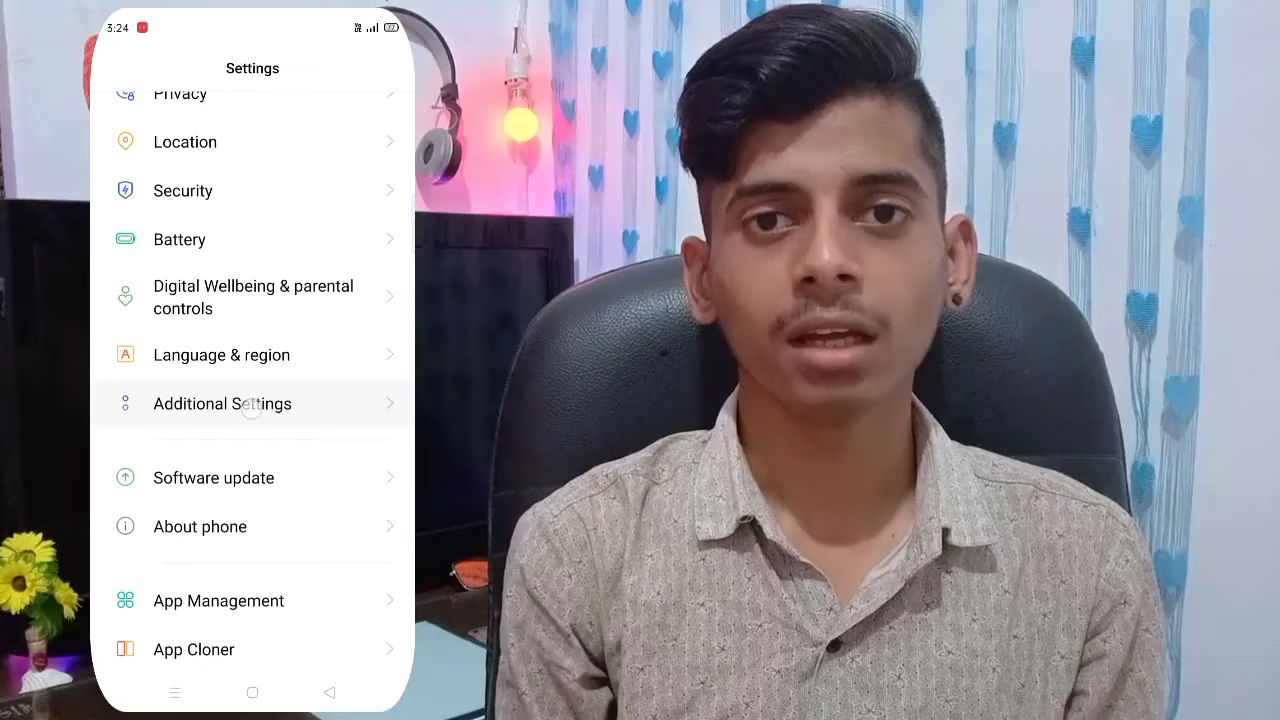 3:24
Settings
Privacy
Location
Security
Battery
Digital Wellbeing & parental
controls
Language & region
Additional Settings
Software update
About phone
App Management
App Cloner